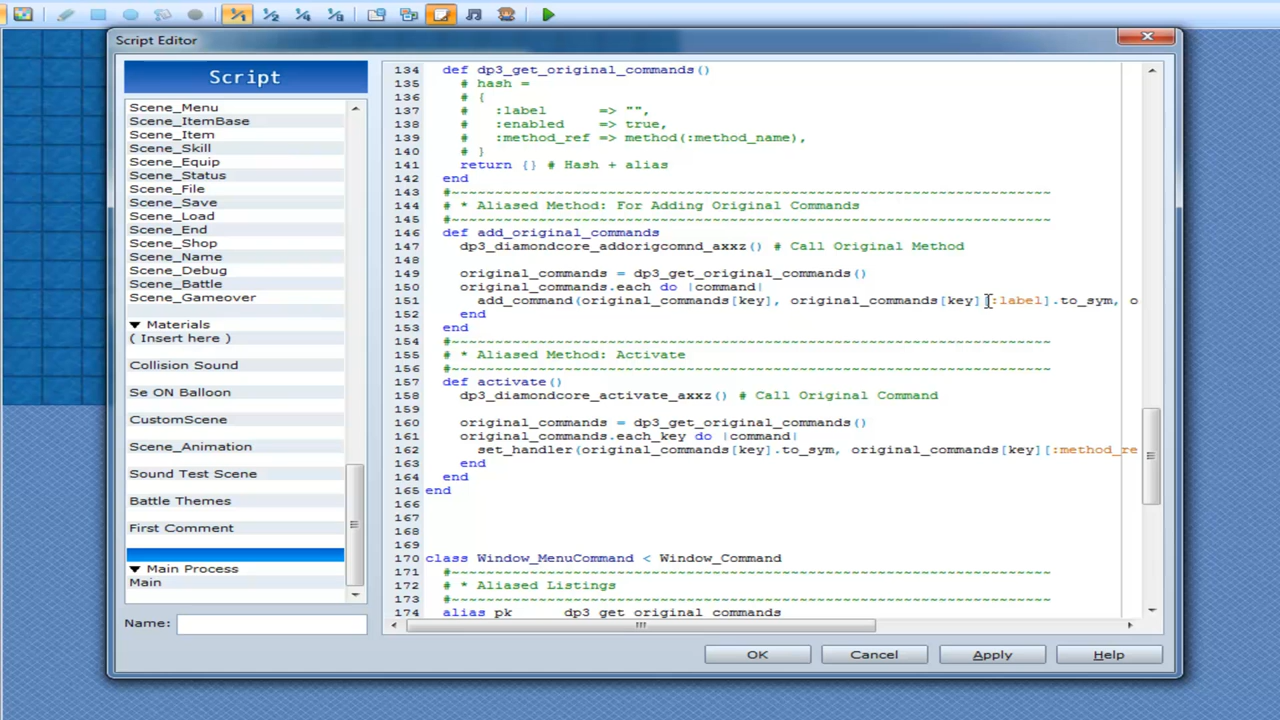 Script Editor
Script
Scene_Menu
Scene_ItemBase
Scene_Item
Scene_Skill
Scene_Equip
Scene_Status
Scene_File
Scene_Save
Scene_Load
Scene_End
Scene_Shop
Scene_Name
Scene_Debug
Scene_Battle
Scene_Gameover
▼ Materials
( Insert here )
Collision Sound
Se ON Balloon
CustomScene
Scene_Animation
Sound Test Scene
Battle Themes
First Comment
▼ Main Process
Main
Name:
134 def dp3_get_original_commands()
135 # hash =
136 # {
137 #   :label      => "",
138 #   :enabled    => true,
139 #   :method_ref => method(:method_name),
140 # }
141 return {} # Hash + alias
142 end
143 #------------------------------------------------------------------------
144 # * Aliased Method: For Adding Original Commands
145 #------------------------------------------------------------------------
146 def add_original_commands
147 dp3_diamondcore_addorigcomnd_axxz() # Call Original Method
148
149 original_commands = dp3_get_original_commands()
150 original_commands.each do |command|
151 add_command(original_commands[key], original_commands[key][:label].to_sym, o
152 end
153 end
154 #------------------------------------------------------------------------
155 # * Aliased Method: Activate
156 #------------------------------------------------------------------------
157 def activate()
158 dp3_diamondcore_activate_axxz() # Call Original Command
159
160 original_commands = dp3_get_original_commands()
161 original_commands.each_key do |command|
162 set_handler(original_commands[key].to_sym, original_commands[key][:method_re
163 end
164 end
165 end
166
167
168
169
170 class Window_MenuCommand < Window_Command
171 #------------------------------------------------------------------------
172 # * Aliased Listings
173 #------------------------------------------------------------------------
174 alias pk      dp3_get_original_commands
OK
Cancel
Apply
Help